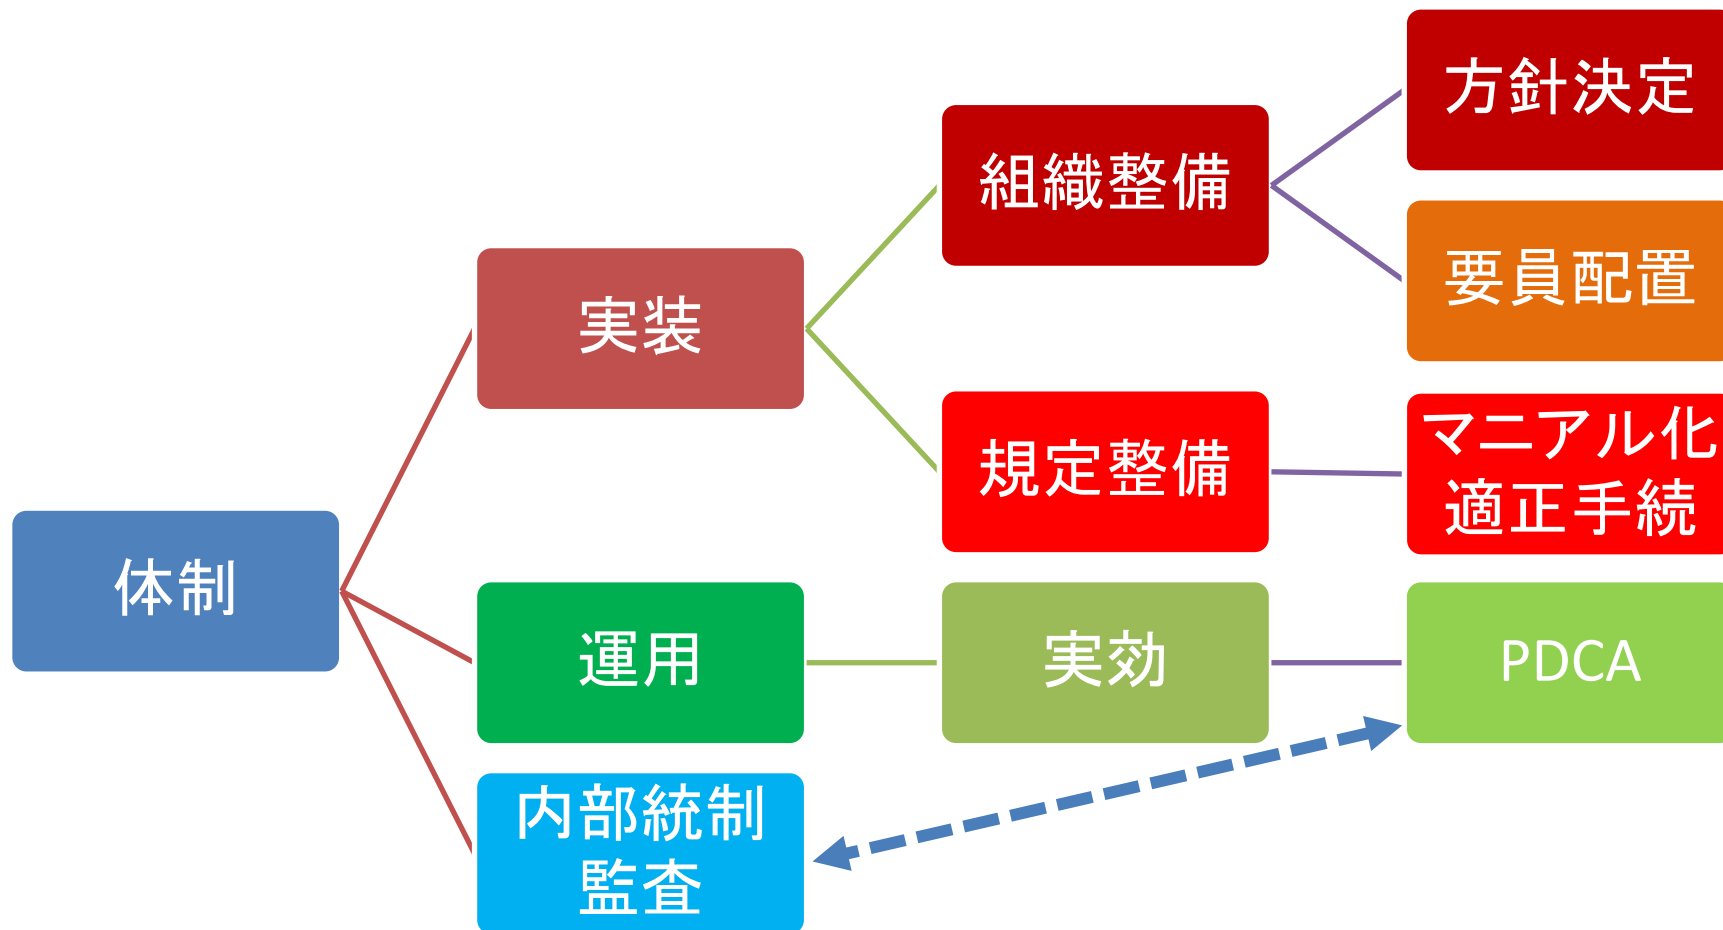 体制
実装
組織整備
方針決定
要員配置
規定整備
マニアル化
適正手続
運用
実効
PDCA
内部統制
監査